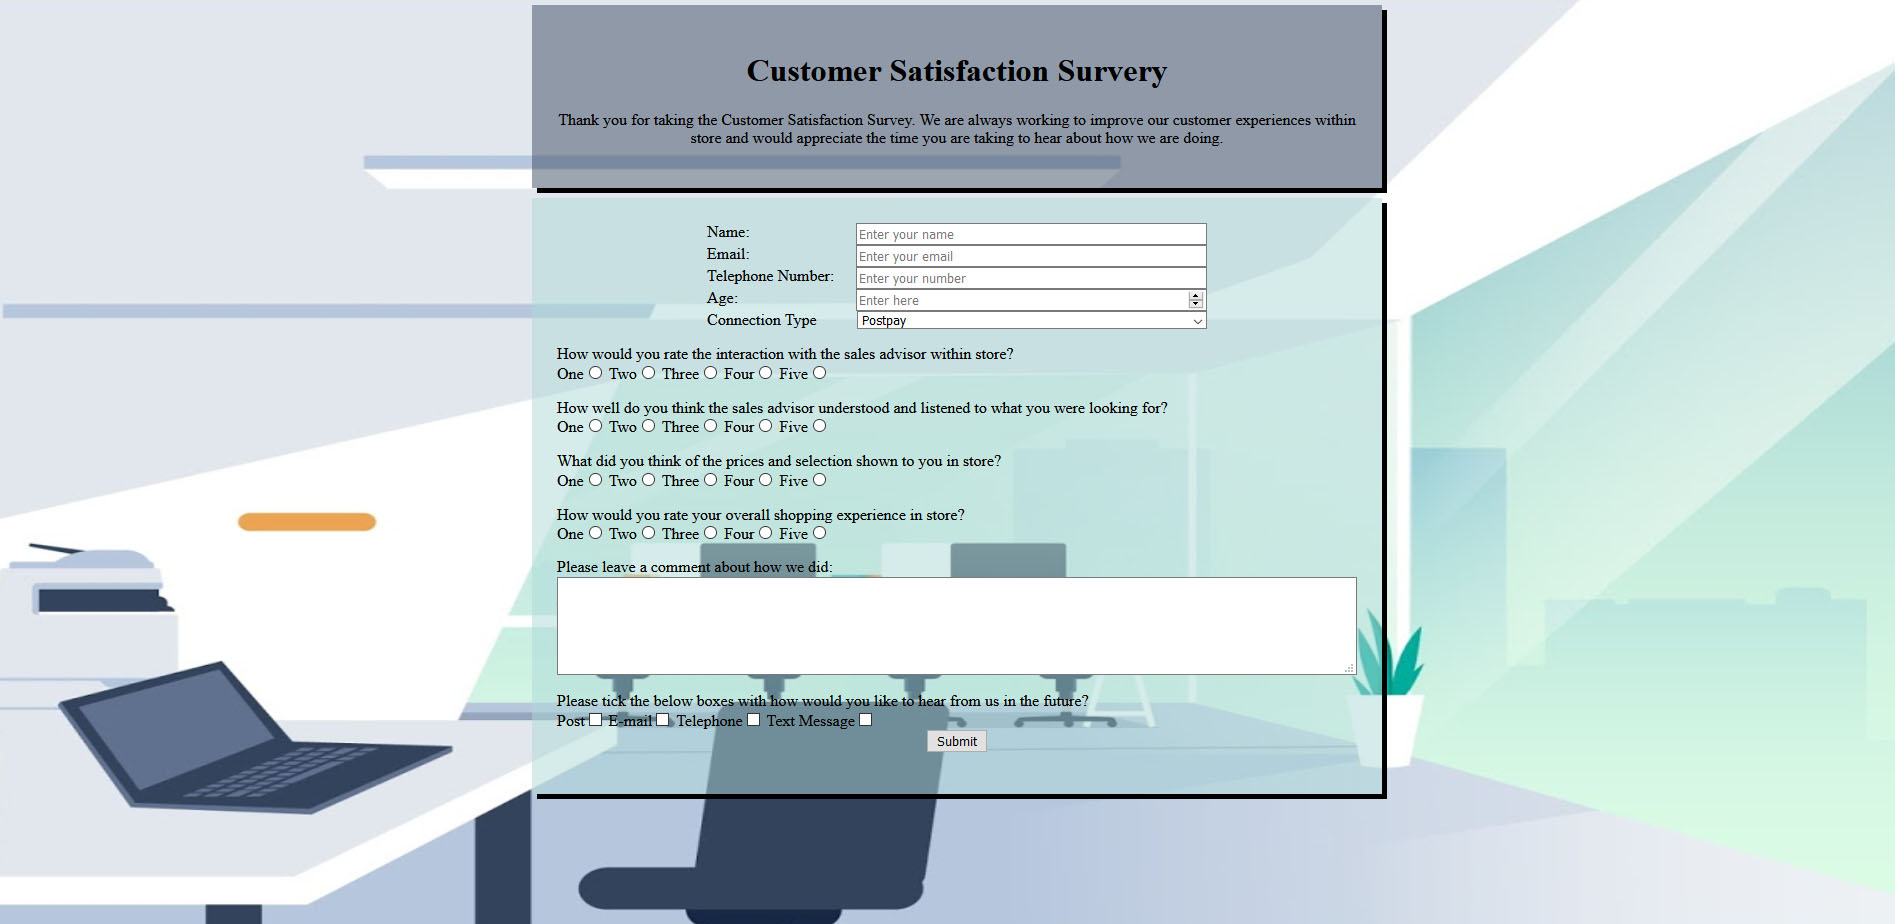 Customer Satisfaction Survery
Thank you for taking the Customer Satisfaction Survey. We are always working to improve our customer experiences within
store and would appreciate the time you are taking to hear about how we are doing.
Name: Enter your name
Email: Enter your email
Telephone Number: Enter your number
Age: Enter here
Connection Type Postpay
How would you rate the interaction with the sales advisor within store?
One Two Three Four Five
How well do you think the sales advisor understood and listened to what you were looking for?
One Two Three Four Five
What did you think of the prices and selection shown to you in store?
One Two Three Four Five
How would you rate your overall shopping experience in store?
One Two Three Four Five
Please leave a comment about how we did:
Please tick the below boxes with how would you like to hear from us in the future?
Post E-mail Telephone Text Message
Submit